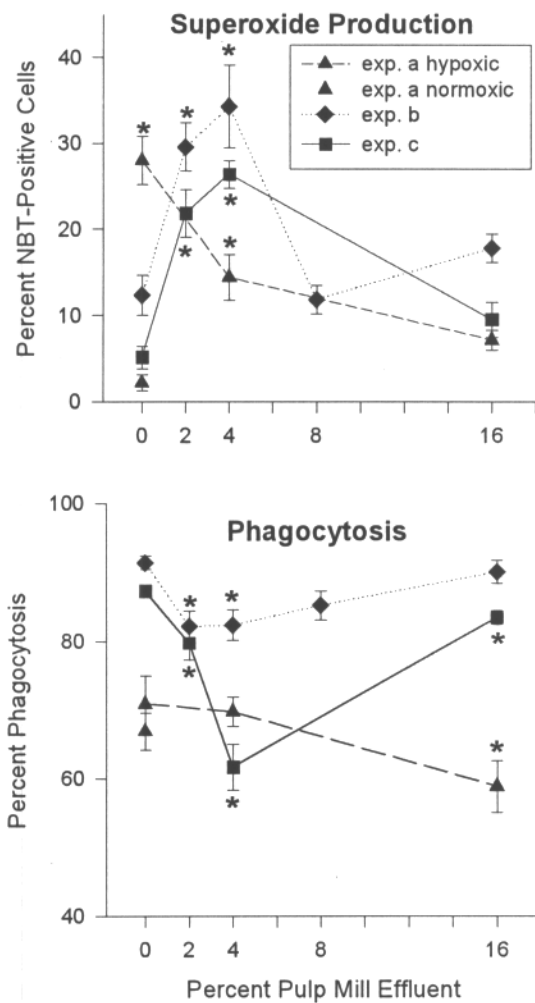 Superoxide Production
Percent NBT-Positive Cells
40
30
20
10
0
exp. a hypoxic
exp. a normoxic
exp. b
exp. c
* * * * * *
0 2 4 8 16
Phagocytosis
Percent Phagocytosis
100
80
60
40
* * * * * *
0 2 4 8 16
Percent Pulp Mill Effluent